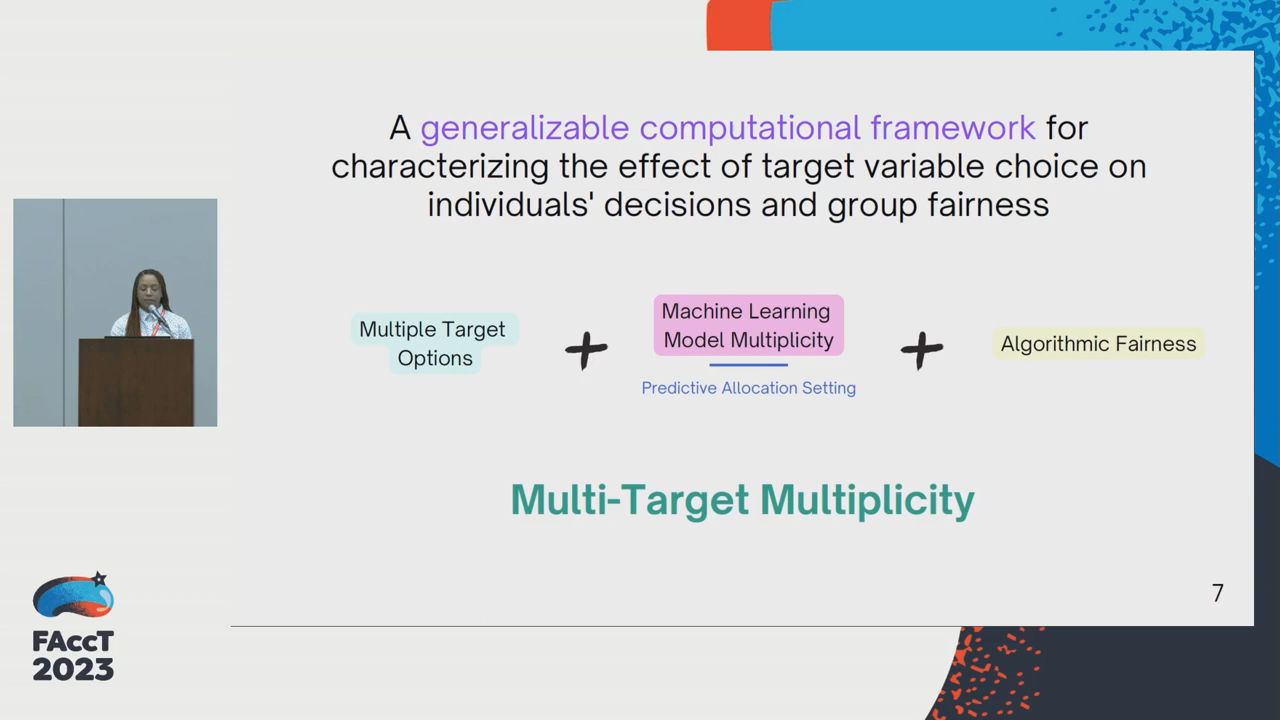 A generalizable computational framework for
characterizing the effect of target variable choice on
individuals' decisions and group fairness
Multiple Target
Options
+
Machine Learning
Model Multiplicity
Predictive Allocation Setting
+
Algorithmic Fairness
Multi-Target Multiplicity
7
FAccT
2023